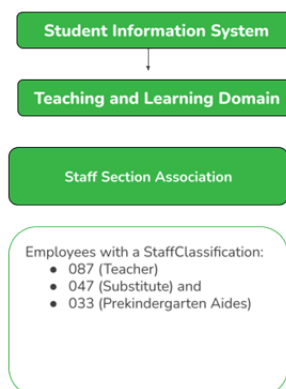 Student Information System
Teaching and Learning Domain
Staff Section Association
Employees with a StaffClassification:
● 087 (Teacher)
● 047 (Substitute) and
● 033 (Prekindergarten Aides)